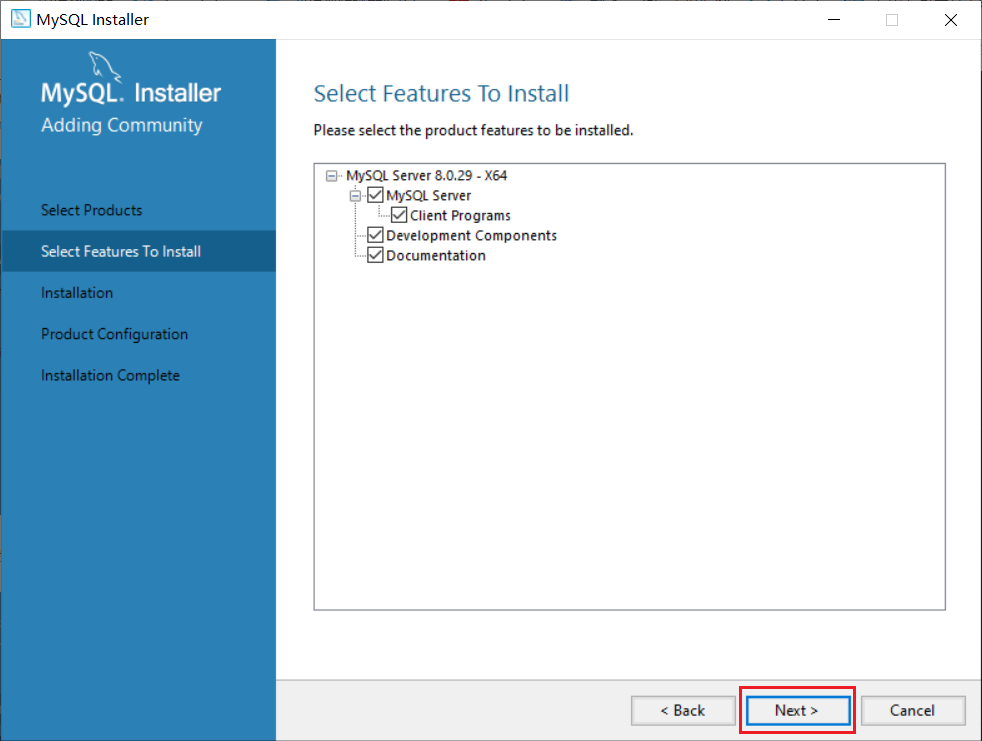 MySQL Installer
MySQL. Installer
Adding Community
Select Products
Select Features To Install
Installation
Product Configuration
Installation Complete
Select Features To Install
Please select the product features to be installed.
MySQL Server 8.0.29 - X64
MySQL Server
Client Programs
Development Components
Documentation
< Back
Next >
Cancel